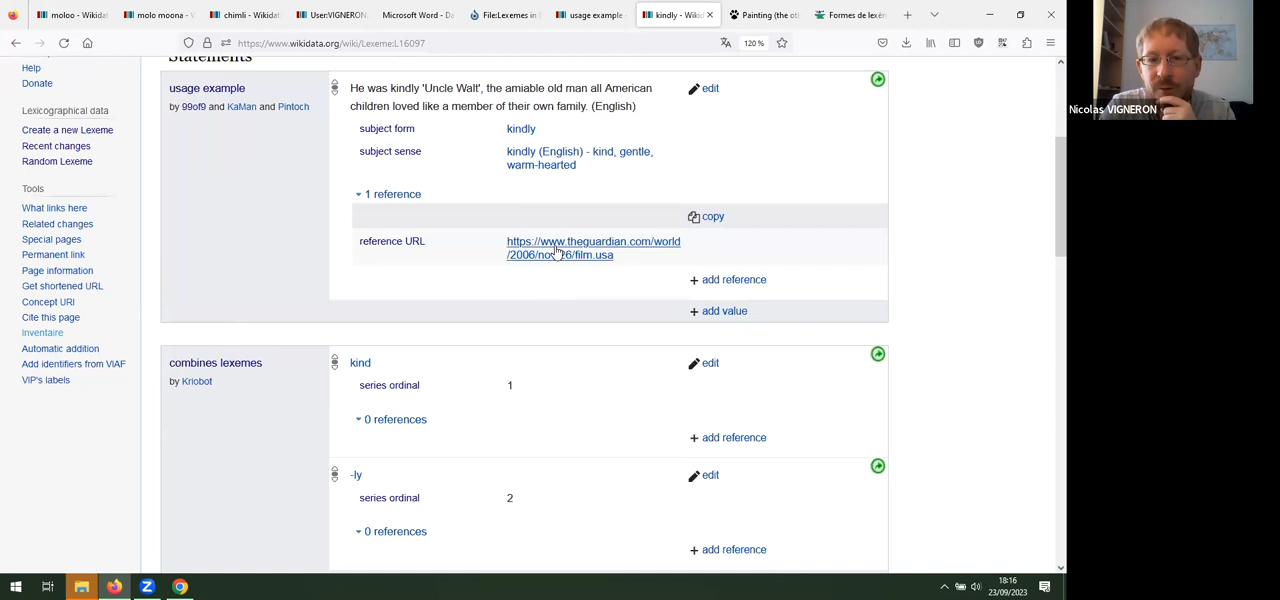 moloo - Wikidat
molo moona - V
chimli - Wikidat
User:VIGNERON
Microsoft Word - Da
File:Lexemes in
usage example
kindly - Wikid
Painting (the ot
Formes de lexèn
https://www.wikidata.org/wiki/Lexeme:L16097
120 %
Nicolas VIGNERON
Help
Donate
Lexicographical data
Create a new Lexeme
Recent changes
Random Lexeme
Tools
What links here
Related changes
Special pages
Permanent link
Page information
Get shortened URL
Concept URI
Cite this page
Inventaire
Automatic addition
Add identifiers from VIAF
VIP's labels
Statements
usage example
by 99of9 and KaMan and Pintoch
He was kindly 'Uncle Walt', the amiable old man all American
children loved like a member of their own family. (English)
edit
subject form
kindly
subject sense
kindly (English) - kind, gentle,
warm-hearted
1 reference
copy
reference URL
https://www.theguardian.com/world
/2006/nov/26/film.usa
+ add reference
+ add value
combines lexemes
by Kriobot
kind
edit
series ordinal
1
0 references
+ add reference
-ly
edit
series ordinal
2
0 references
+ add reference
18:16
23/09/2023